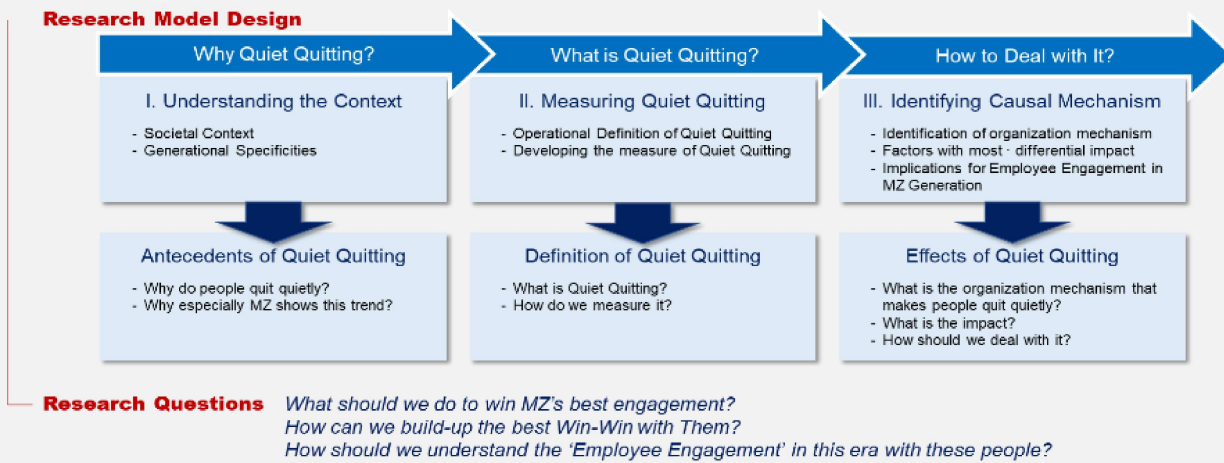 Research Model Design
Why Quiet Quitting?
What is Quiet Quitting?
How to Deal with It?
I. Understanding the Context
- Societal Context
- Generational Specificities
II. Measuring Quiet Quitting
- Operational Definition of Quiet Quitting
- Developing the measure of Quiet Quitting
III. Identifying Causal Mechanism
- Identification of organization mechanism
- Factors with most · differential impact
- Implications for Employee Engagement in
MZ Generation
Antecedents of Quiet Quitting
- Why do people quit quietly?
- Why especially MZ shows this trend?
Definition of Quiet Quitting
- What is Quiet Quitting?
- How do we measure it?
Effects of Quiet Quitting
- What is the organization mechanism that
makes people quit quietly?
- What is the impact?
- How should we deal with it?
Research Questions
What should we do to win MZ's best engagement?
How can we build-up the best Win-Win with Them?
How should we understand the 'Employee Engagement' in this era with these people?